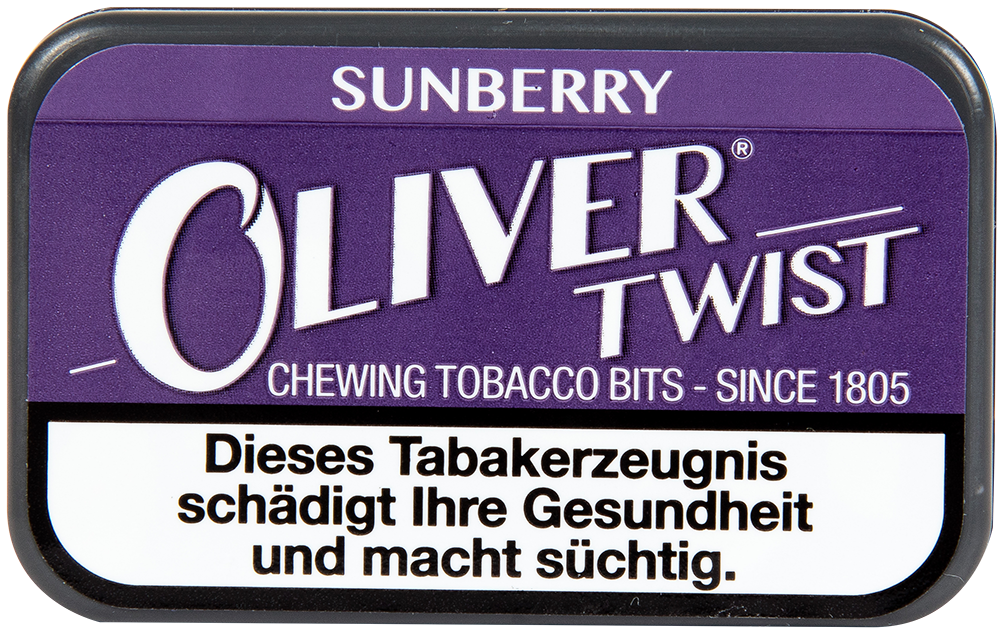 SUNBERRY
OLIVER®
TWIST
CHEWING TOBACCO BITS - SINCE 1805
Dieses Tabakerzeugnis
schädigt Ihre Gesundheit
und macht süchtig.